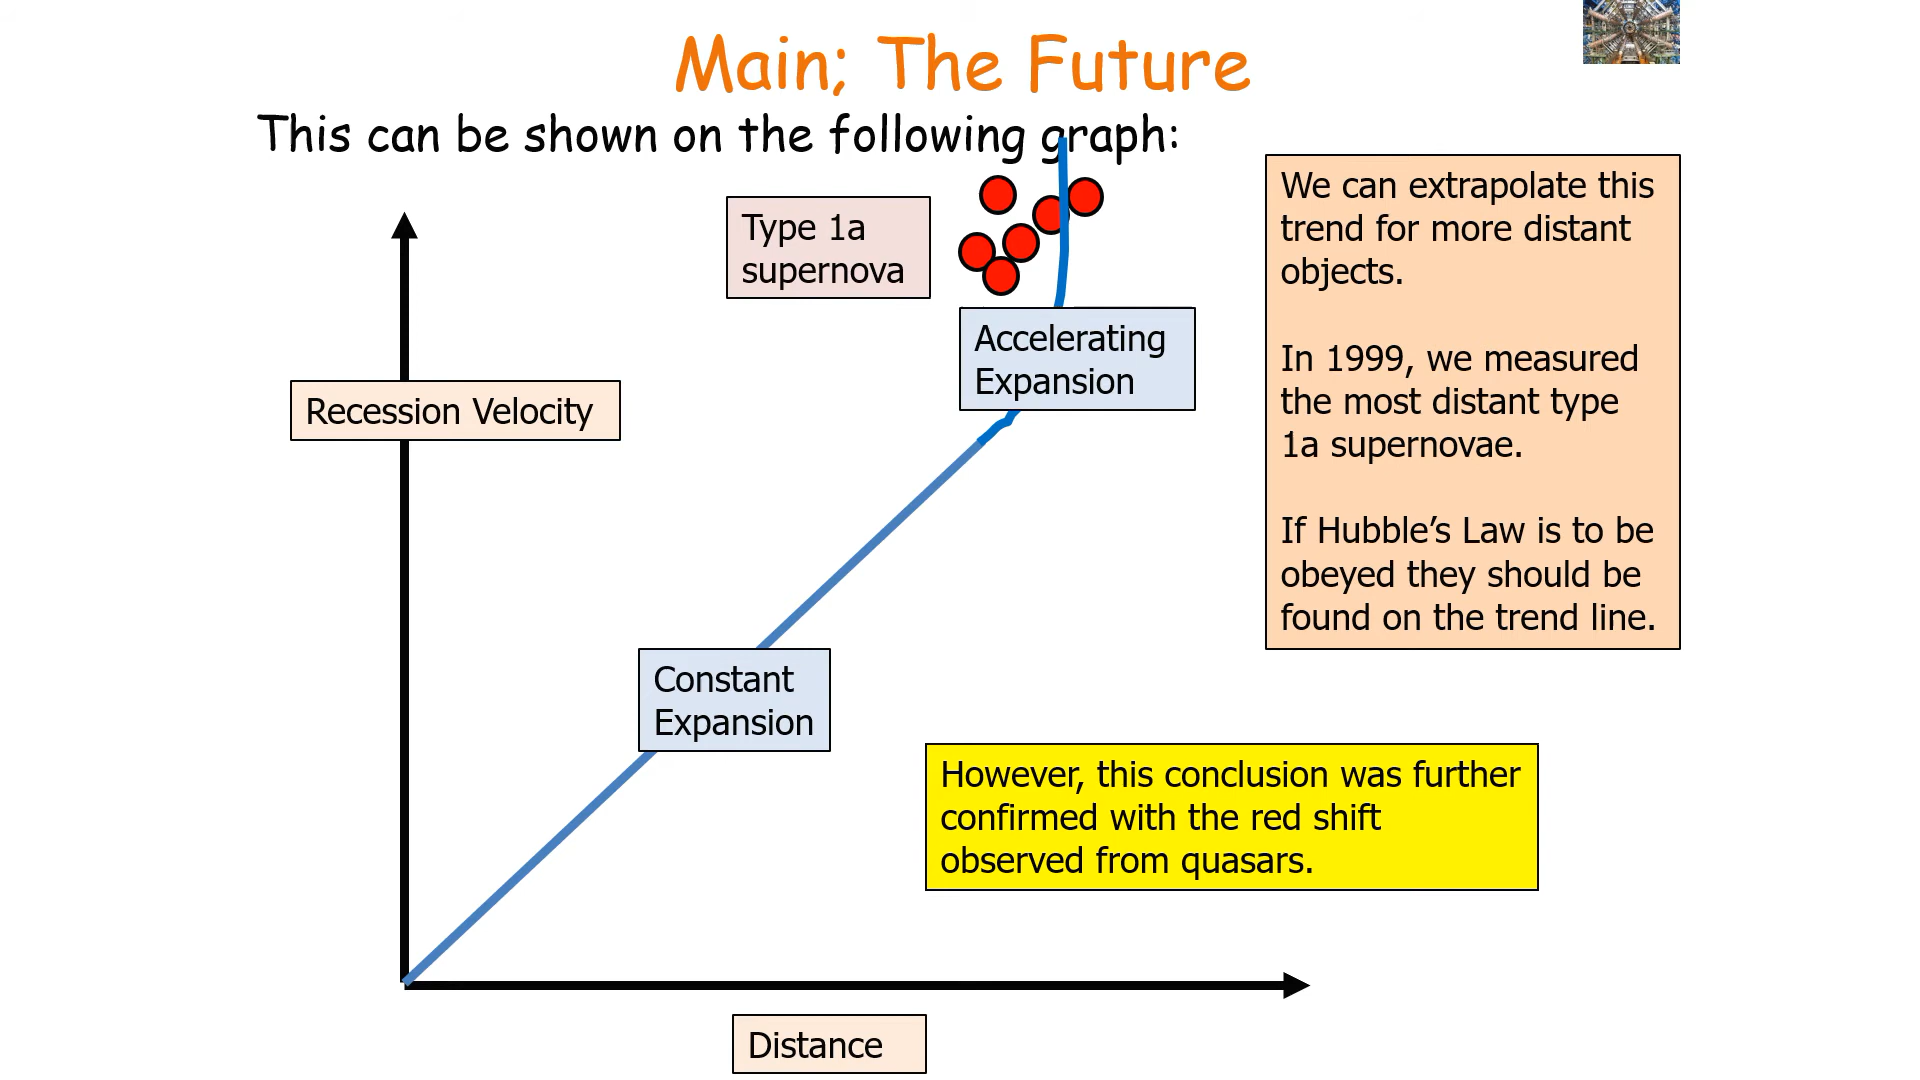 Main; The Future
This can be shown on the following graph:
Type 1a
supernova
Recession Velocity
Accelerating
Expansion
Constant
Expansion
Distance
We can extrapolate this
trend for more distant
objects.
In 1999, we measured
the most distant type
1a supernovae.
If Hubble’s Law is to be
obeyed they should be
found on the trend line.
However, this conclusion was further
confirmed with the red shift
observed from quasars.